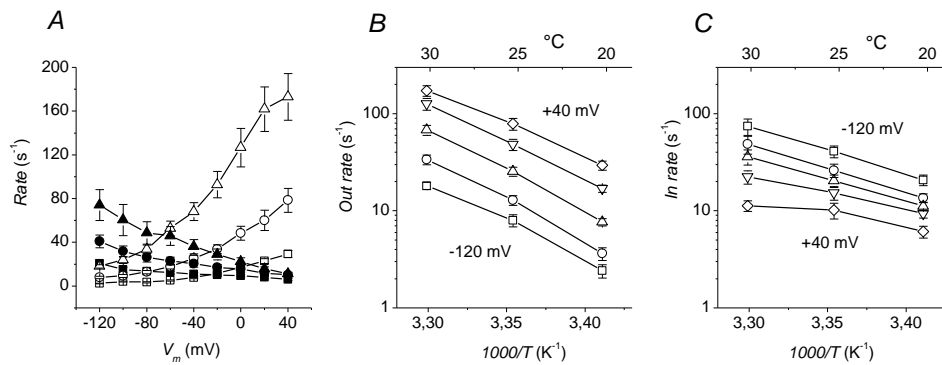 A
B
C
Rate (s-1)
200
160
120
80
40
0
-120
-80
-40
0
40
Vm (mV)
30
25
°C
20
Out rate (s-1)
100
10
1
+40 mV
-120 mV
3,30
3,35
3,40
1000/T (K-1)
30
25
°C
20
In rate (s-1)
100
10
1
-120 mV
+40 mV
3,30
3,35
3,40
1000/T (K-1)